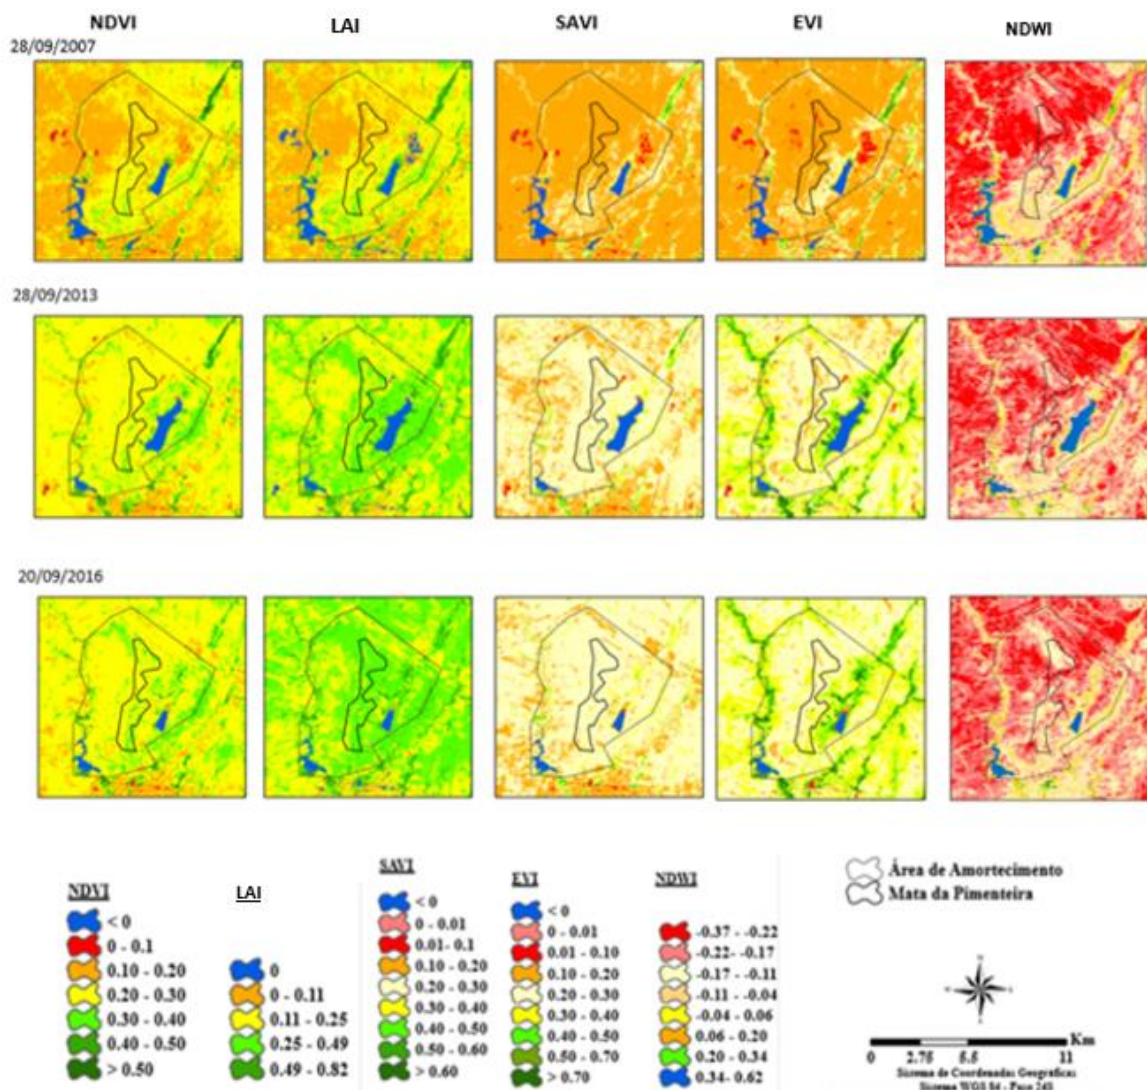 NDVI
LAI
SAVI
EVI
NDWI
28/09/2007
28/09/2013
20/09/2016
NDVI
< 0
0 - 0.1
0.10 - 0.20
0.20 - 0.30
0.30 - 0.40
0.40 - 0.50
> 0.50
LAI
0
0 - 0.11
0.11 - 0.25
0.25 - 0.49
0.49 - 0.82
SAVI
< 0
0 - 0.01
0.01- 0.1
0.10 - 0.20
0.20 - 0.30
0.30 - 0.40
0.40 - 0.50
0.50 - 0.60
> 0.60
EVI
< 0
0 - 0.01
0.01 - 0.10
0.10 - 0.20
0.20 - 0.30
0.30 - 0.40
0.40 - 0.50
0.50 - 0.70
> 0.70
NDWI
-0.37 - -0.22
-0.22- -0.17
-0.17 - -0.11
-0.11 - -0.04
-0.04 - 0.06
0.06 - 0.20
0.20 - 0.34
0.34- 0.62
Área de Amortecimento
Mata da Pimenteira
Km
0 2.75 5.5 11
Sistema de Coordenadas Geográficas
Sistema WGS 84 -